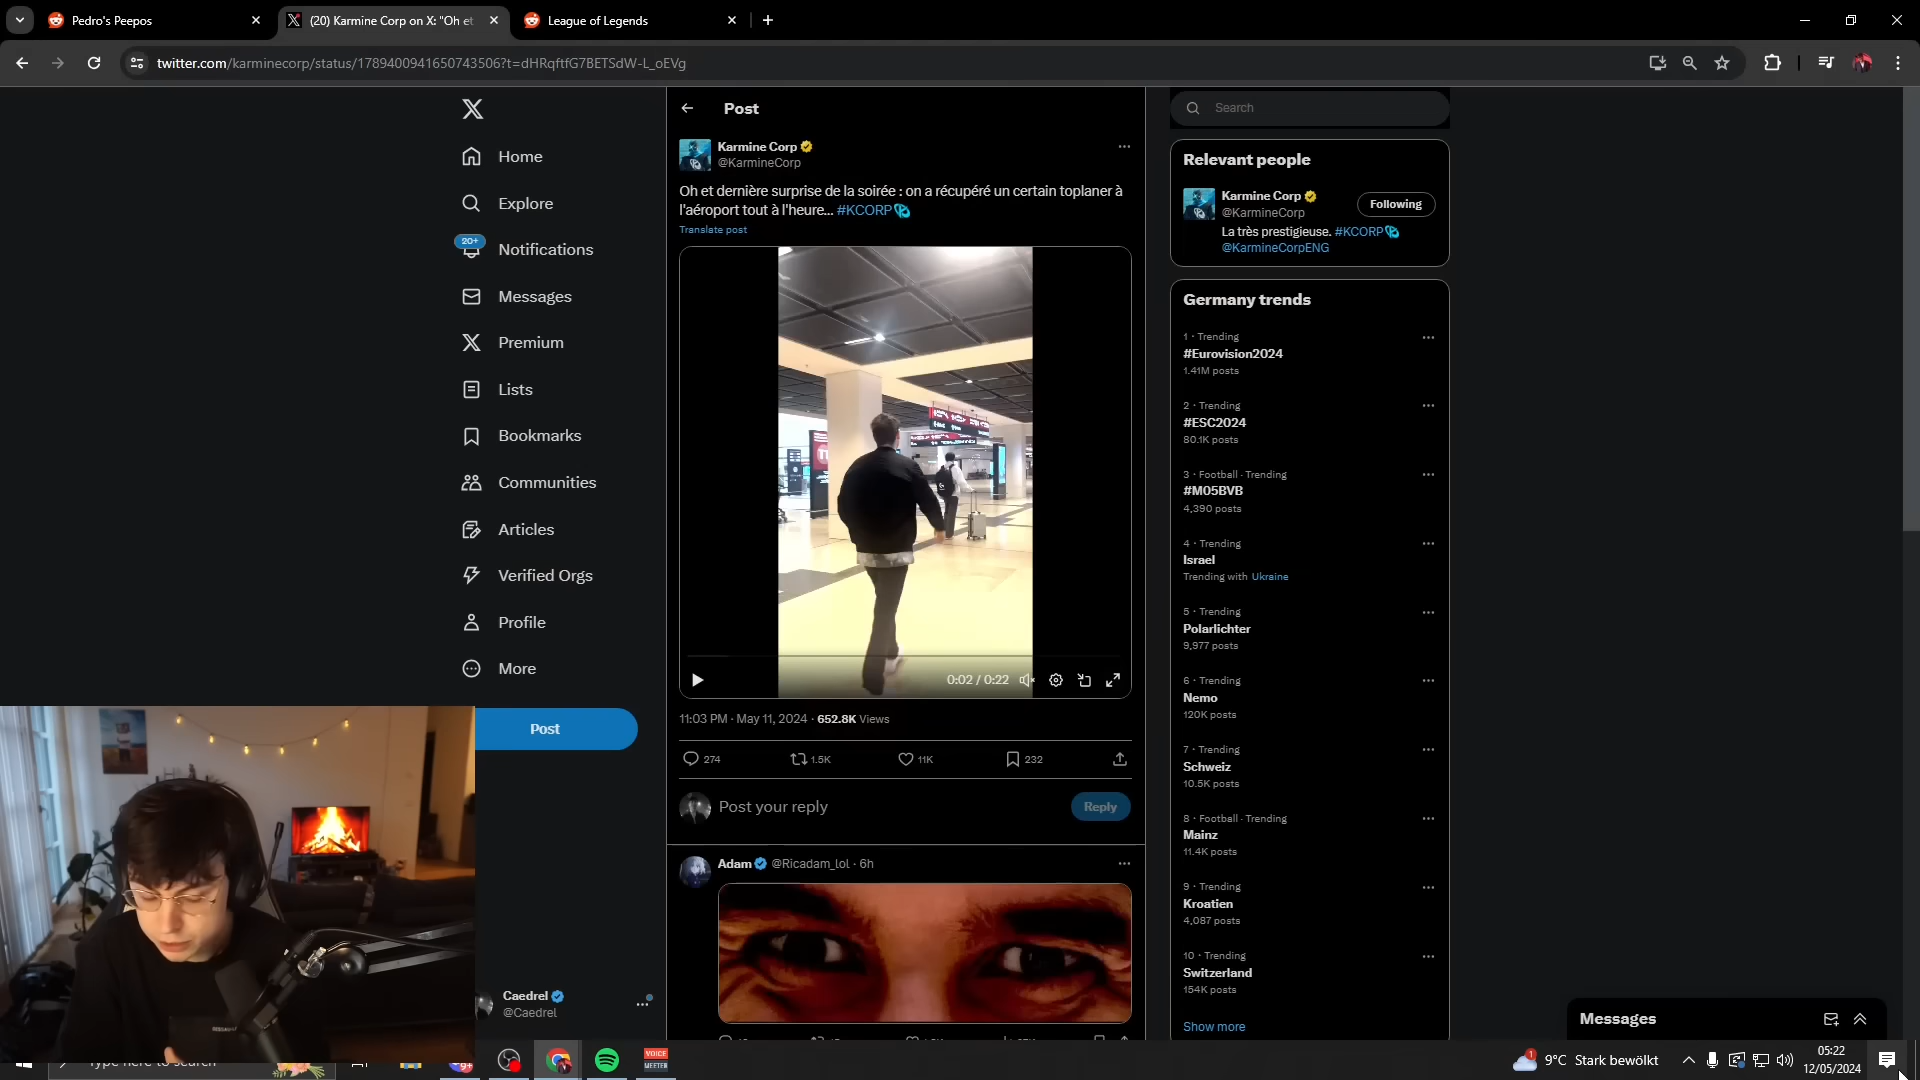 Pedro's Peepos
(20) Karmine Corp on X: "Oh et
League of Legends
twitter.com/karminecorp/status/1789400941650743506?t=dHRqftfG7BETSdW-L_oEVg
Home
Explore
20+
Notifications
Messages
Premium
Lists
Bookmarks
Communities
Articles
Verified Orgs
Profile
More
Post
Caedrel
@Caedrel
Post
Karmine Corp
@KarmineCorp
Oh et dernière surprise de la soirée : on a récupéré un certain toplaner à
l'aéroport tout à l'heure... #KCORP
Translate post
0:02 / 0:22
11:03 PM · May 11, 2024 · 652.8K Views
274
1.5K
11K
232
Post your reply
Reply
Adam @Ricadam_lol · 6h
Search
Relevant people
Karmine Corp
@KarmineCorp
Following
La très prestigieuse. #KCORP
@KarmineCorpENG
Germany trends
1 · Trending
#Eurovision2024
1.41M posts
2 · Trending
#ESC2024
80.1K posts
3 · Football · Trending
#M05BVB
4,390 posts
4 · Trending
Israel
Trending with Ukraine
5 · Trending
Polarlichter
9,977 posts
6 · Trending
Nemo
120K posts
7 · Trending
Schweiz
10.5K posts
8 · Football · Trending
Mainz
11.4K posts
9 · Trending
Kroatien
4,087 posts
10 · Trending
Switzerland
154K posts
Show more
Messages
Type here to search
9+
VOICE
MEETER
1
9°C Stark bewölkt
05:22
12/05/2024